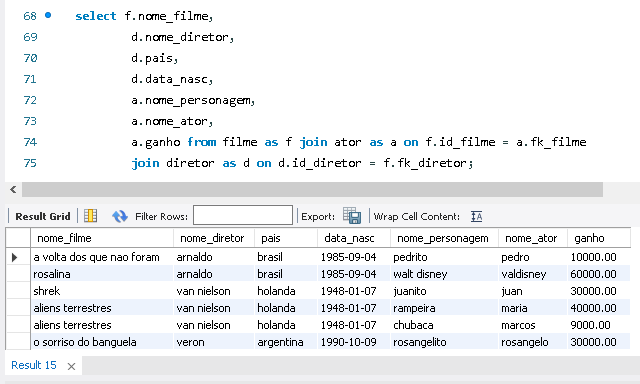 68 select f.nome_filme,
69 d.nome_diretor,
70 d.pais,
71 d.data_nasc,
72 a.nome_personagem,
73 a.nome_ator,
74 a.ganho from filme as f join ator as a on f.id_filme = a.fk_filme
75 join diretor as d on d.id_diretor = f.fk_diretor;
Result Grid Filter Rows: Export: Wrap Cell Content: IA
nome_filme nome_diretor pais data_nasc nome_personagem nome_ator ganho
a volta dos que nao foram arnaldo brasil 1985-09-04 pedrito pedro 10000.00
rosalina arnaldo brasil 1985-09-04 walt disney valdisney 60000.00
shrek van nielson holanda 1948-01-07 juanito juan 30000.00
aliens terrestres van nielson holanda 1948-01-07 rampeira maria 40000.00
aliens terrestres van nielson holanda 1948-01-07 chubaca marcos 9000.00
o sorriso do banguela veron argentina 1990-10-09 rosangelito rosangelo 30000.00
Result 15 ×